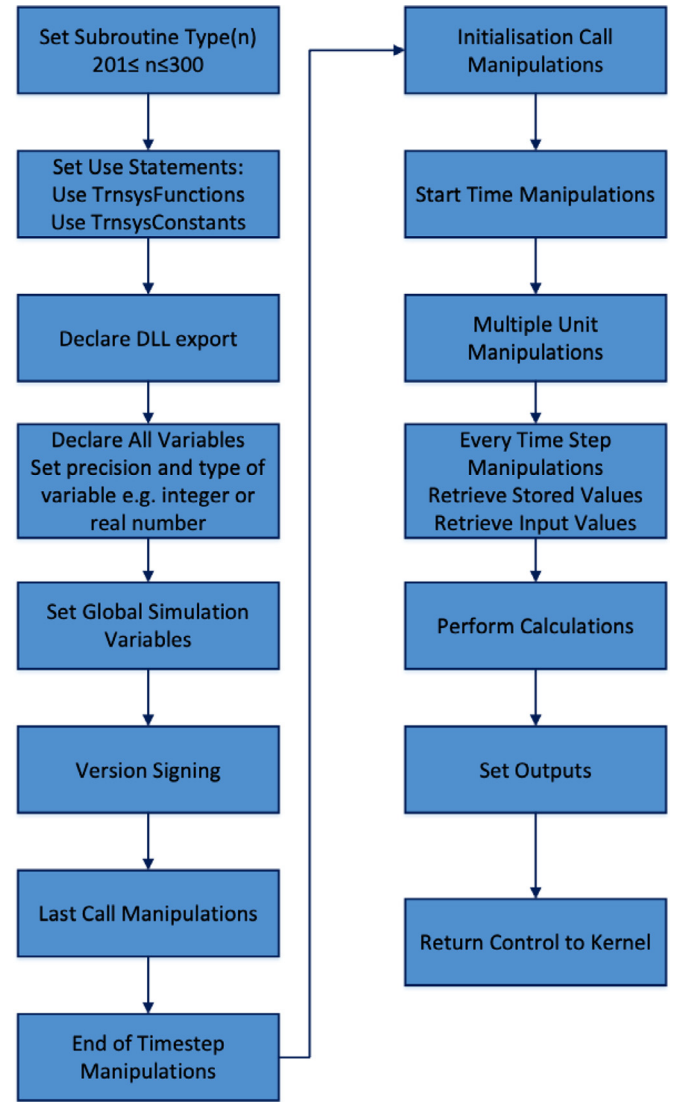 Set Subroutine Type(n)
201≤ n≤300
Set Use Statements:
Use TrnsysFunctions
Use TrnsysConstants
Declare DLL export
Declare All Variables
Set precision and type of
variable e.g. integer or
real number
Set Global Simulation
Variables
Version Signing
Last Call Manipulations
End of Timestep
Manipulations
Initialisation Call
Manipulations
Start Time Manipulations
Multiple Unit
Manipulations
Every Time Step
Manipulations
Retrieve Stored Values
Retrieve Input Values
Perform Calculations
Set Outputs
Return Control to Kernel